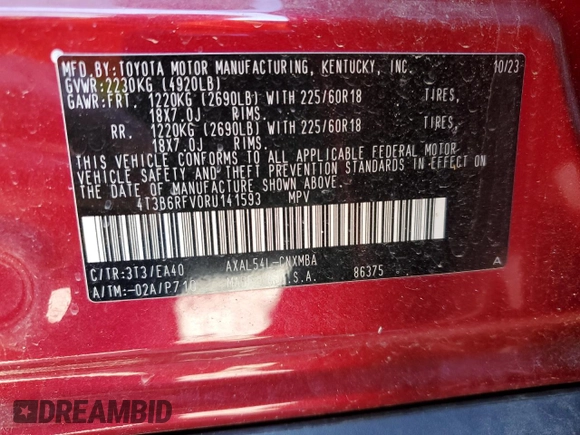 MFD.BY:TOYOTA MOTOR MANUFACTURING, KENTUCKY, INC. 10/23
GVWR:2230KG (4920LB)
GAWR:FRT. 1220KG (2690LB) WITH 225/60R18 TIRES,
18X7.0J RIMS.
RR. 1220KG (2690LB) WITH 225/60R18 TIRES,
18X7.0J RIMS.
THIS VEHICLE CONFORMS TO ALL APPLICABLE FEDERAL MOTOR
VEHICLE SAFETY AND THEFT PREVENTION STANDARDS IN EFFECT ON
THE DATE OF MANUFACTURE SHOWN ABOVE.
4T3B6RFV0RU141593 MPV
C/TR:3T3/EA40 AXAL54L-CNXMBA A
A/TM:-02A/P710 U.S.A. 86375
DREAMBID